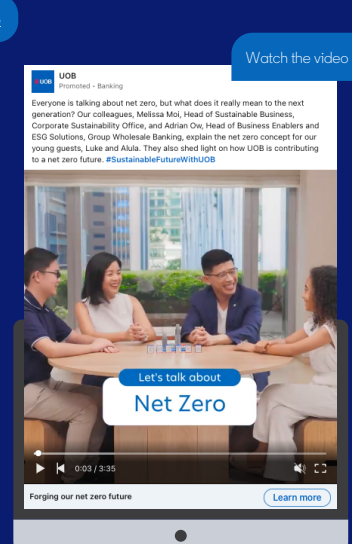 Watch the video
UOB
UOB
Promoted • Banking
Everyone is talking about net zero, but what does it really mean to the next
generation? Our colleagues, Melissa Moi, Head of Sustainable Business,
Corporate Sustainability Office, and Adrian Ow, Head of Business Enablers and
ESG Solutions, Group Wholesale Banking, explain the net zero concept for our
young guests, Luke and Alula. They also shed light on how UOB is contributing
to a net zero future. #SustainableFutureWithUOB
Let's talk about
Net Zero
0:03 / 3:35
Forging our net zero future
Learn more